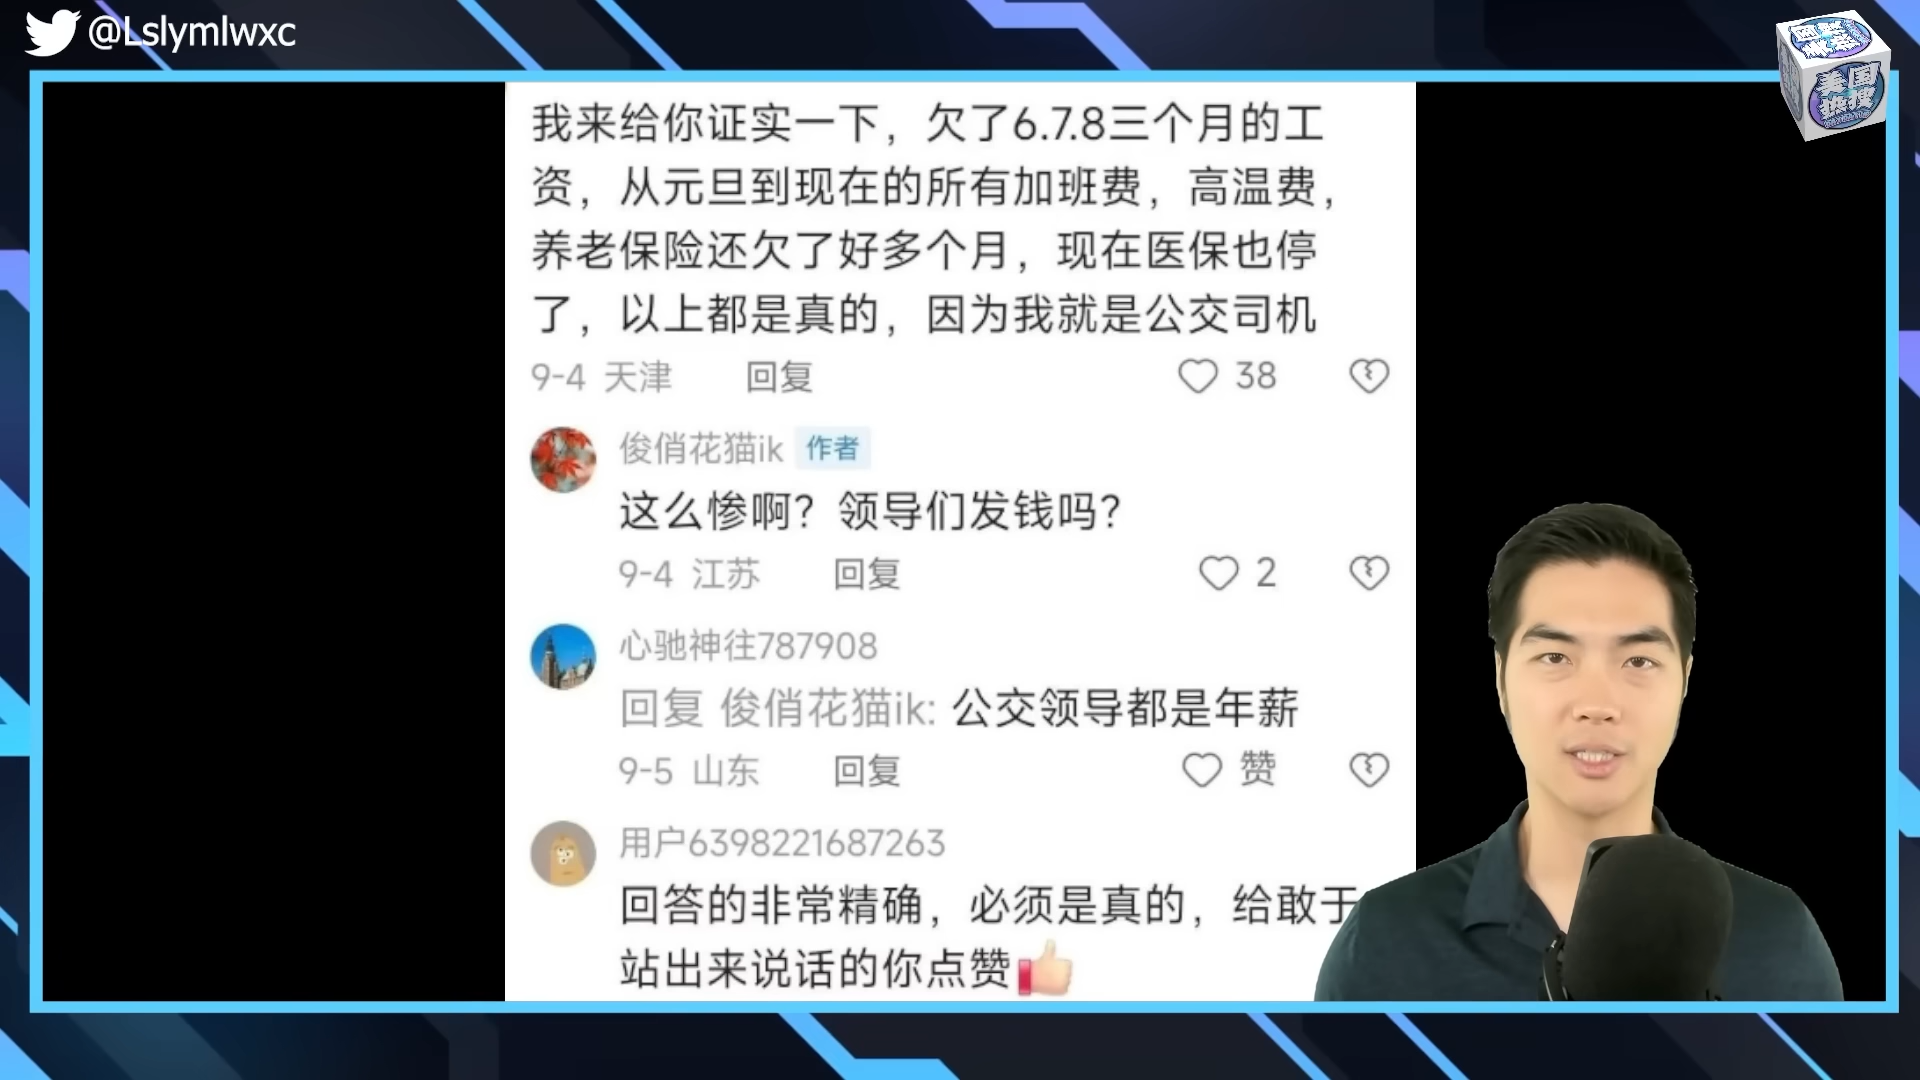 @Lslymlwxc
美国
我来给你证实一下，欠了6.7.8三个月的工
资，从元旦到现在的所有加班费，高温费，
养老保险还欠了好多个月，现在医保也停
了，以上都是真的，因为我就是公交司机
9-4 天津 回复 38
俊俏花猫ik 作者
这么惨啊？领导们发钱吗？
9-4 江苏 回复 2
心驰神往787908
回复 俊俏花猫ik: 公交领导都是年薪
9-5 山东 回复 赞
用户6398221687263
回答的非常精确，必须是真的，给敢于
站出来说话的你点赞